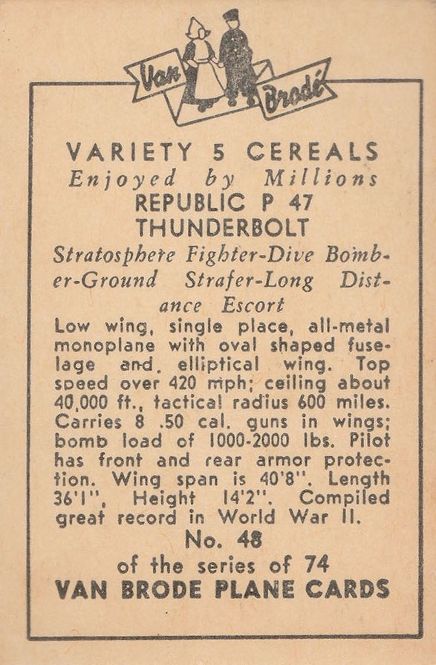 Van Brodé
VARIETY 5 CEREALS
Enjoyed by Millions
REPUBLIC P 47
THUNDERBOLT
Stratosphere Fighter-Dive Bomb-
er-Ground Strafer-Long Dist-
ance Escort
Low wing, single place, all-metal
monoplane with oval shaped fuse-
lage and. elliptical wing. Top
speed over 420 mph; ceiling about
40,000 ft., tactical radius 600 miles.
Carries 8 .50 cal. guns in wings;
bomb load of 1000-2000 lbs. Pilot
has front and rear armor protec-
tion. Wing span is 40'8". Length
36'1", Height 14'2". Compiled
great record in World War II.
No. 48
of the series of 74
VAN BRODE PLANE CARDS